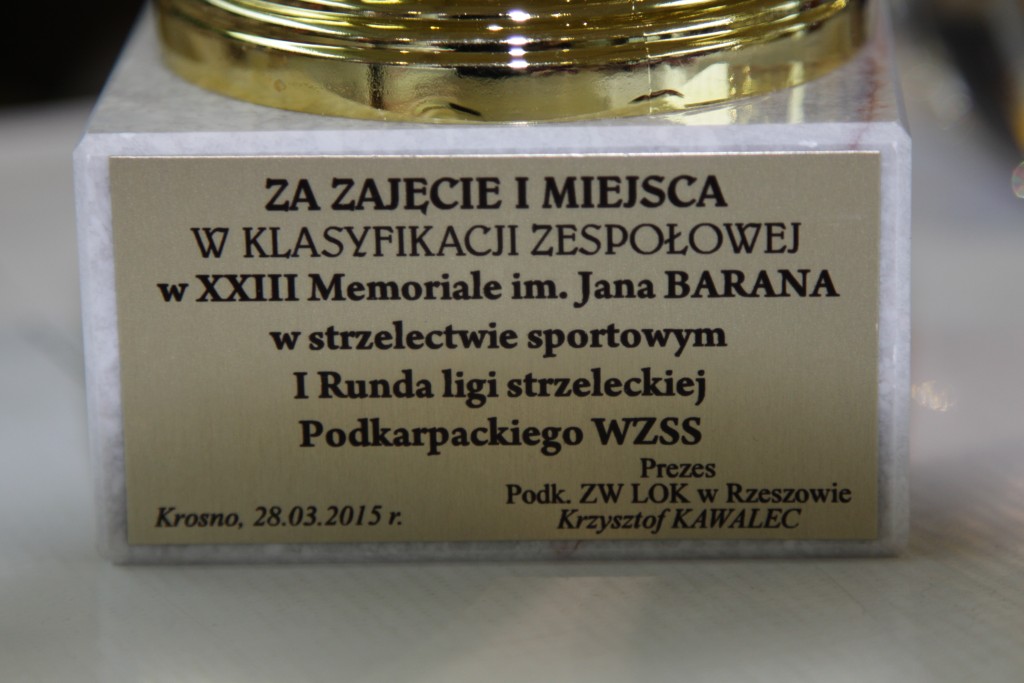 ZA ZAJĘCIE I MIEJSCA
W KLASYFIKACJI ZESPOŁOWEJ
w XXIII Memoriale im. Jana BARANA
w strzelectwie sportowym
I Runda ligi strzeleckiej
Podkarpackiego WZSS
Prezes
Podk. ZW LOK w Rzeszowie
Krosno, 28.03.2015 r. Krzysztof KAWALEC